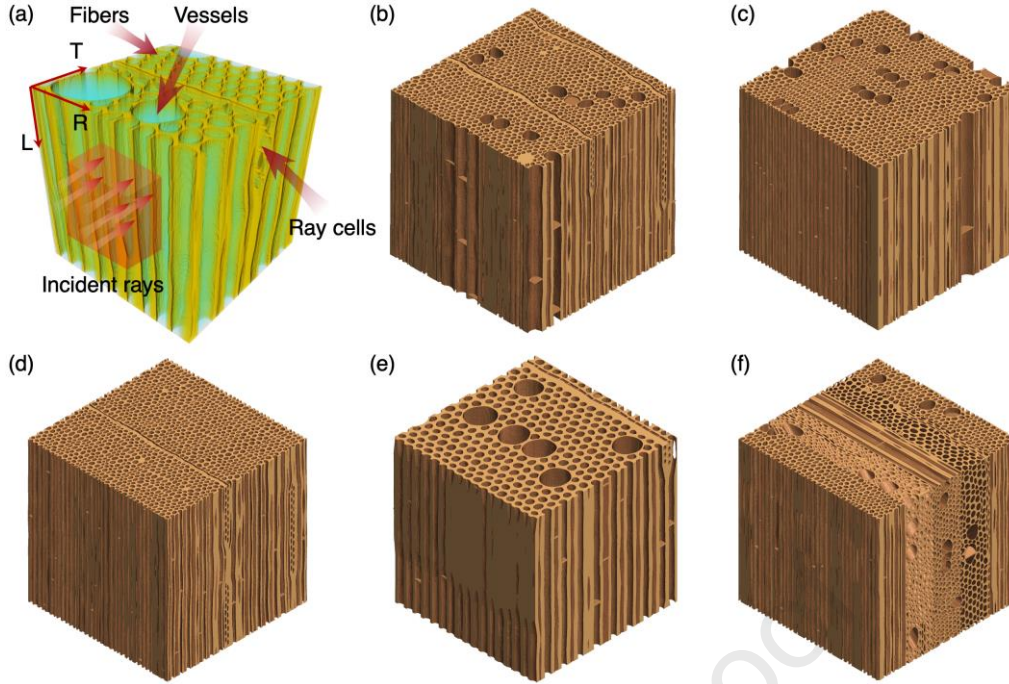 (a)
Fibers
Vessels
T
R
L
Ray cells
Incident rays
(b)
(c)
(d)
(e)
(f)